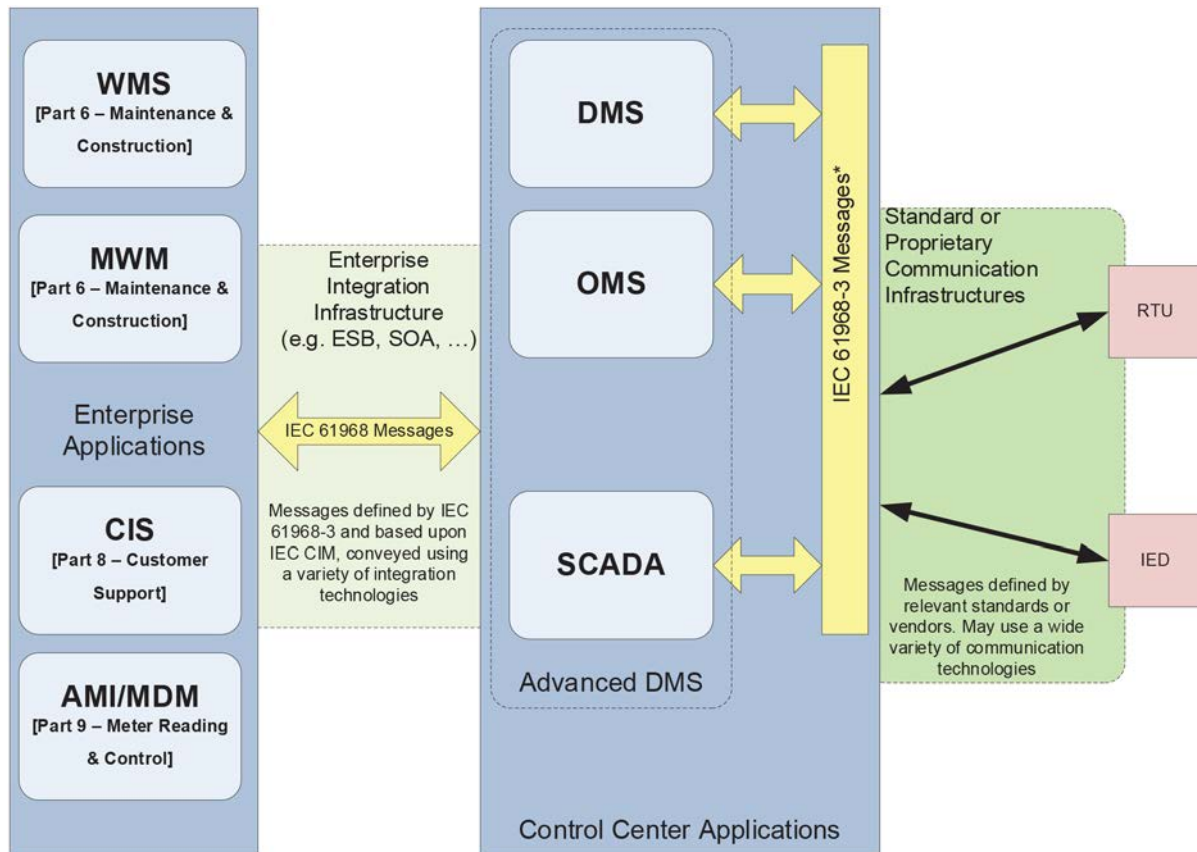 WMS
[Part 6 – Maintenance &
Construction]
MWM
[Part 6 – Maintenance &
Construction]
Enterprise
Applications
CIS
[Part 8 – Customer
Support]
AMI/MDM
[Part 9 – Meter Reading
& Control]
Enterprise
Integration
Infrastructure
(e.g. ESB, SOA, …)
IEC 61968 Messages
Messages defined by IEC
61968-3 and based upon
IEC CIM, conveyed using
a variety of integration
technologies
DMS
OMS
SCADA
Advanced DMS
Control Center Applications
IEC 61968-3 Messages*
Standard or
Proprietary
Communication
Infrastructures
RTU
IED
Messages defined by
relevant standards or
vendors. May use a wide
variety of communication
technologies